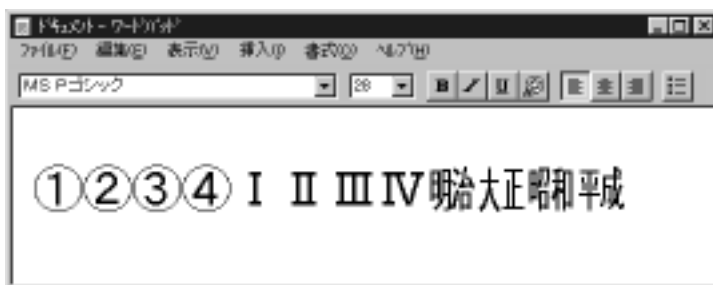 ﾄﾞｷｭﾒﾝﾄ - ﾜｰﾄﾞﾊﾟｯﾄﾞ
ﾌｧｲﾙ(F) 編集(E) 表示(V) 挿入(I) 書式(O) ﾍﾙﾌﾟ(H)
MS Pゴシック 28 B I U
①②③④Ⅰ Ⅱ Ⅲ Ⅳ ㍾㍽㍼㍻